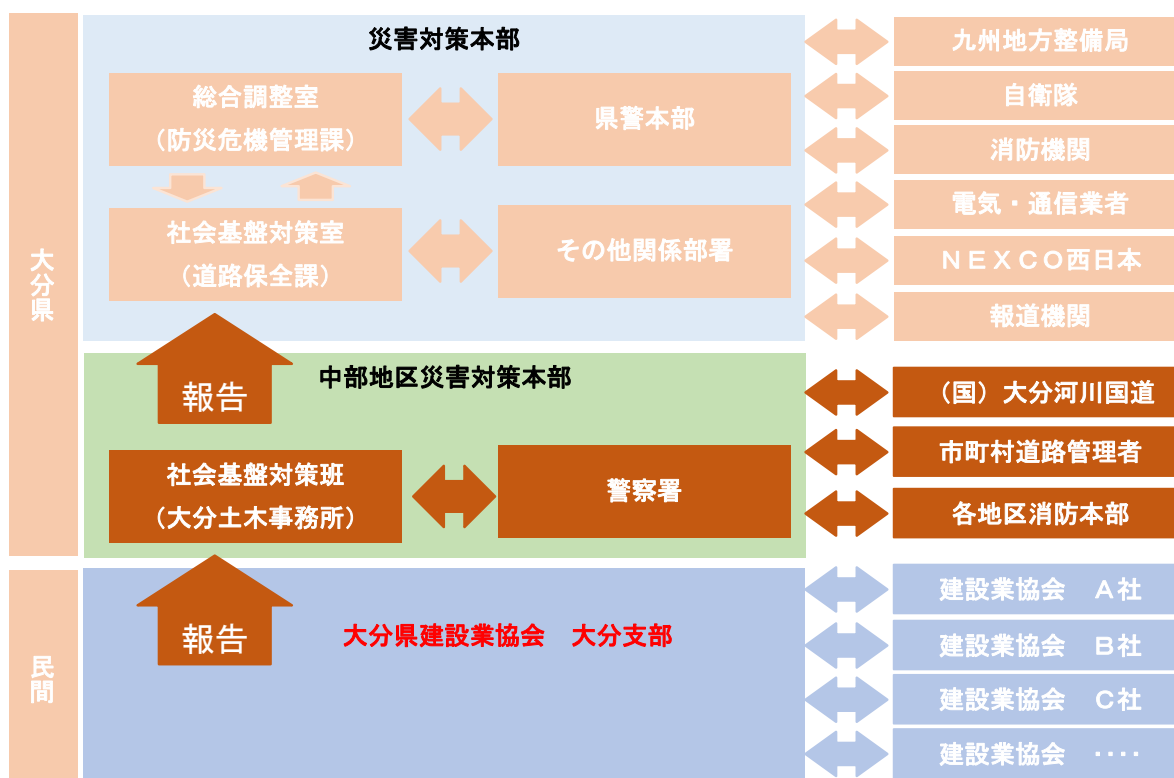 災害対策本部
総合調整室
（防災危機管理課）
県警本部
社会基盤対策室
（道路保全課）
その他関係部署
九州地方整備局
自衛隊
消防機関
電気・通信業者
ＮＥＸＣＯ西日本
報道機関
大分県
報告
中部地区災害対策本部
社会基盤対策班
（大分土木事務所）
警察署
（国）大分河川国道
市町村道路管理者
各地区消防本部
民間
報告
大分県建設業協会　大分支部
建設業協会　Ａ社
建設業協会　Ｂ社
建設業協会　Ｃ社
建設業協会　‥‥